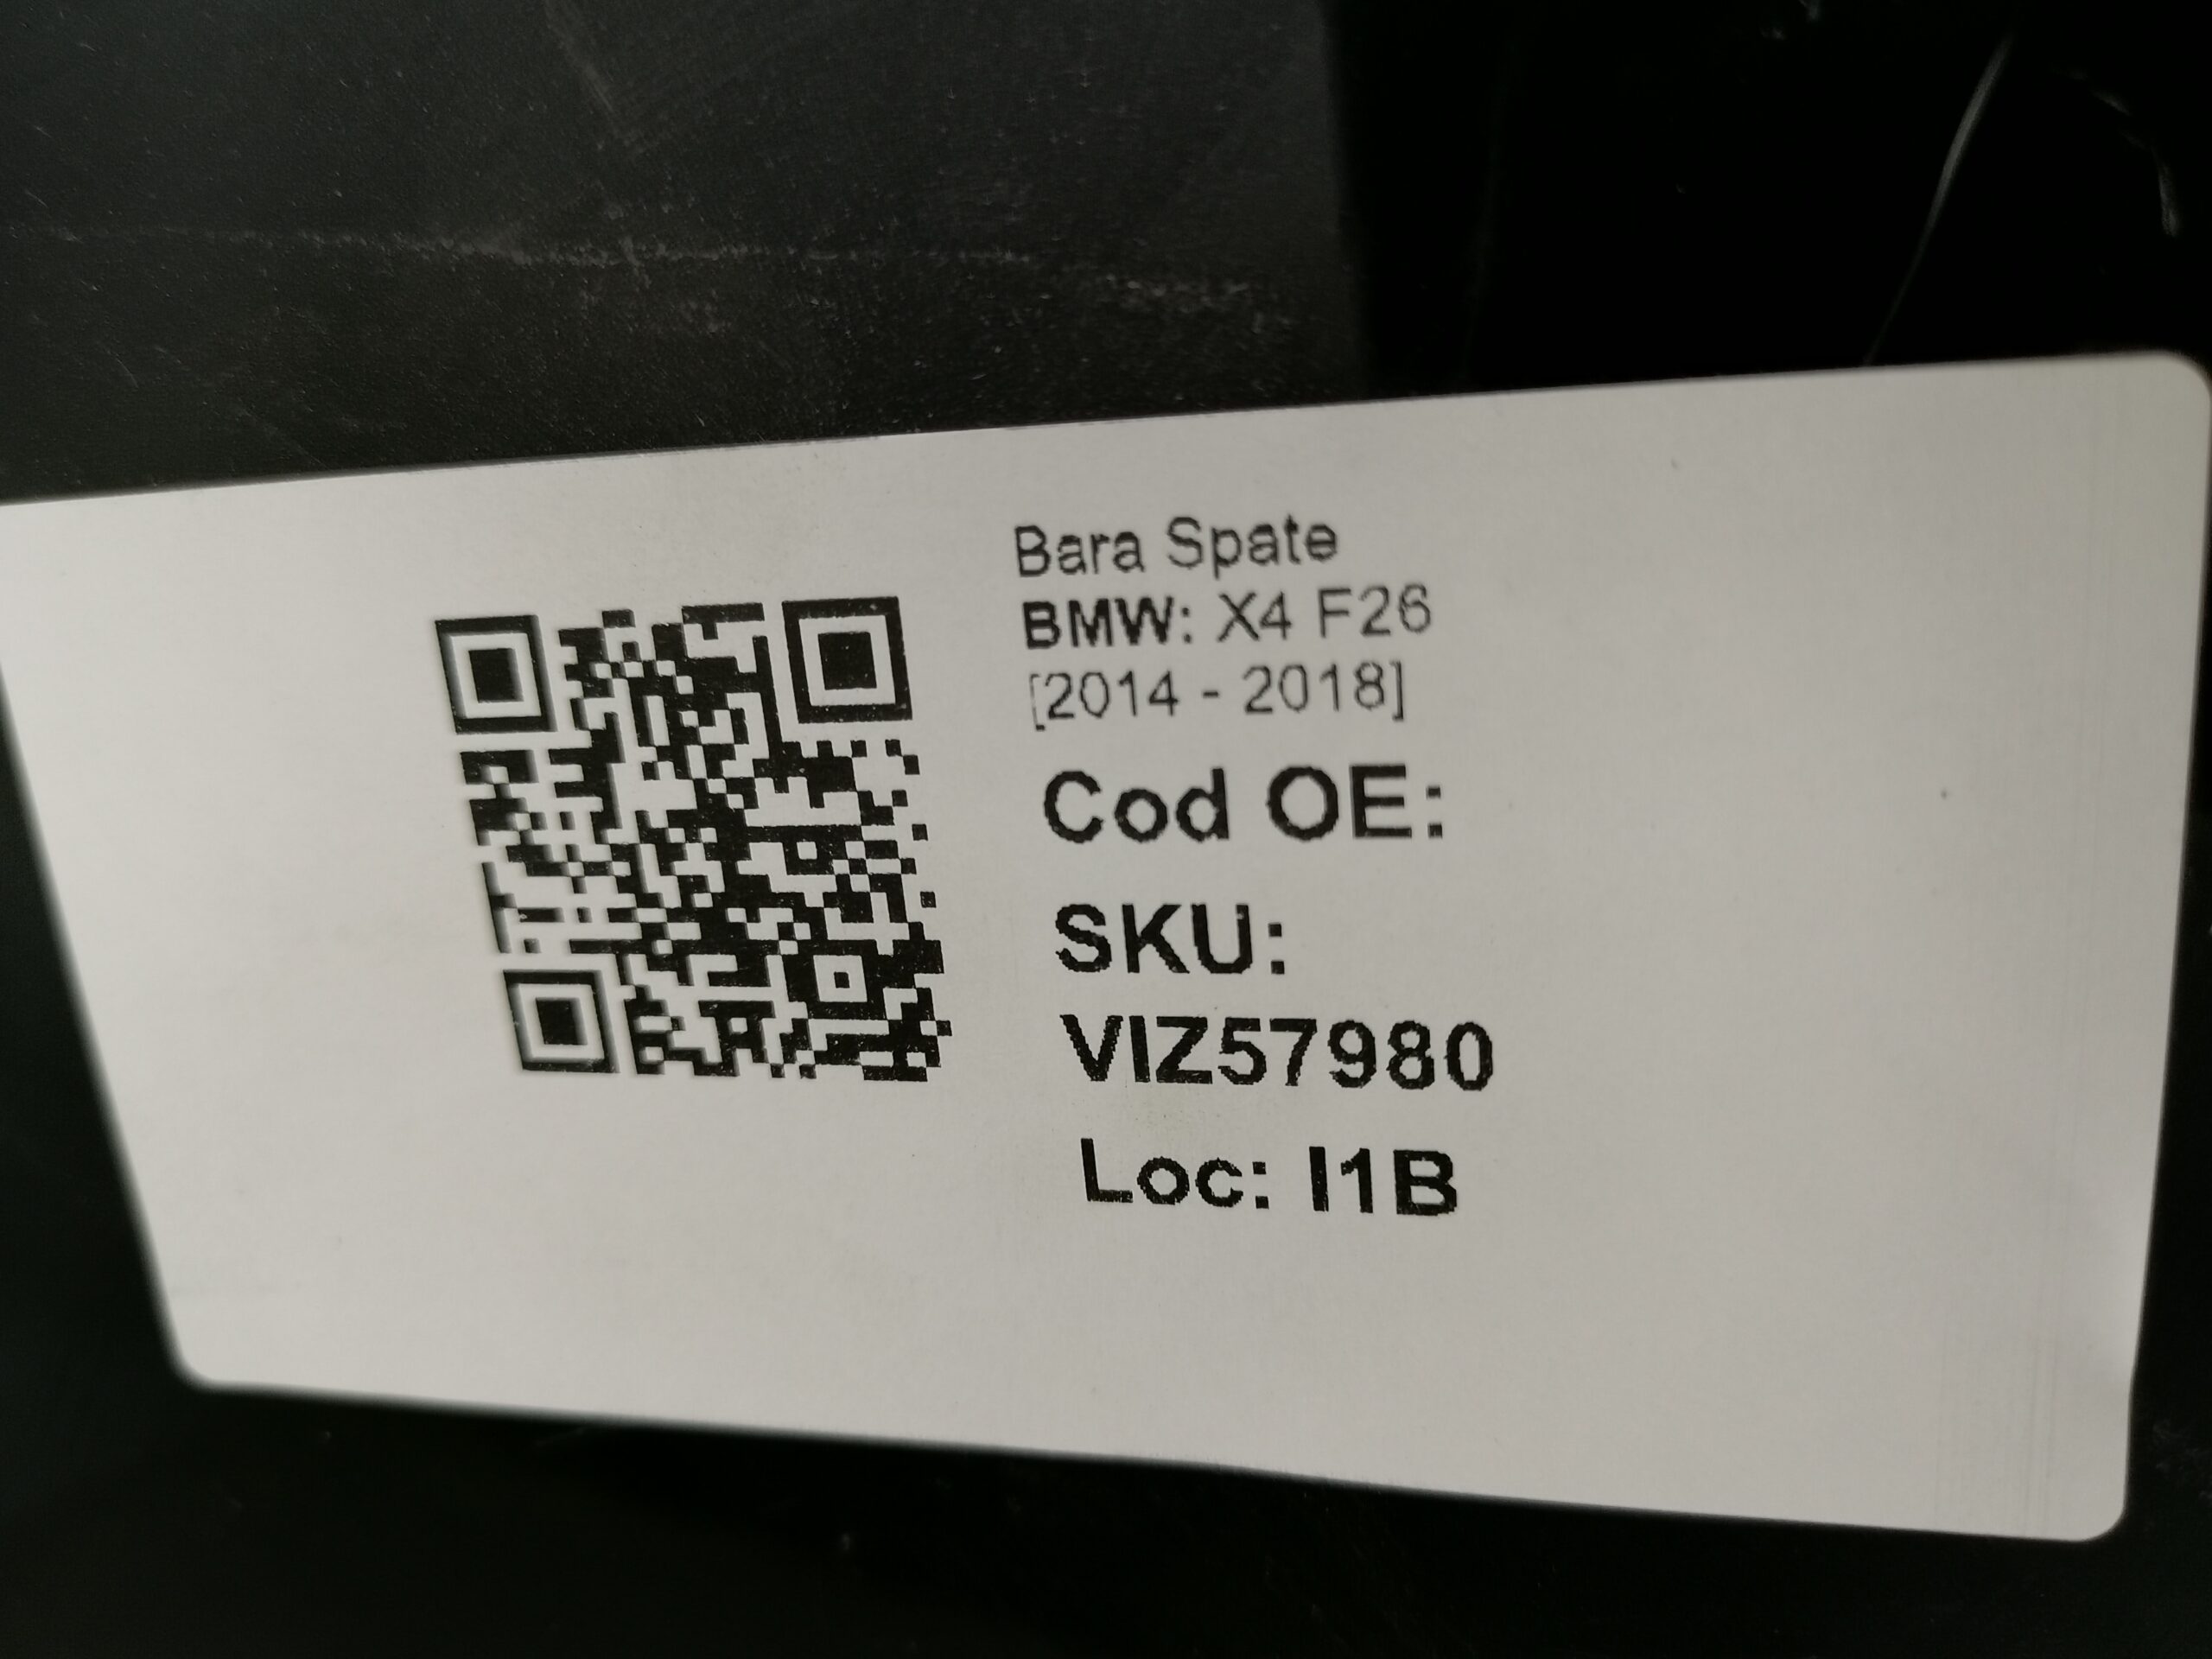 Bara Spate
BMW: X4 F26
[2014 - 2018]
Cod OE:
SKU:
VIZ57980
Loc: I1B